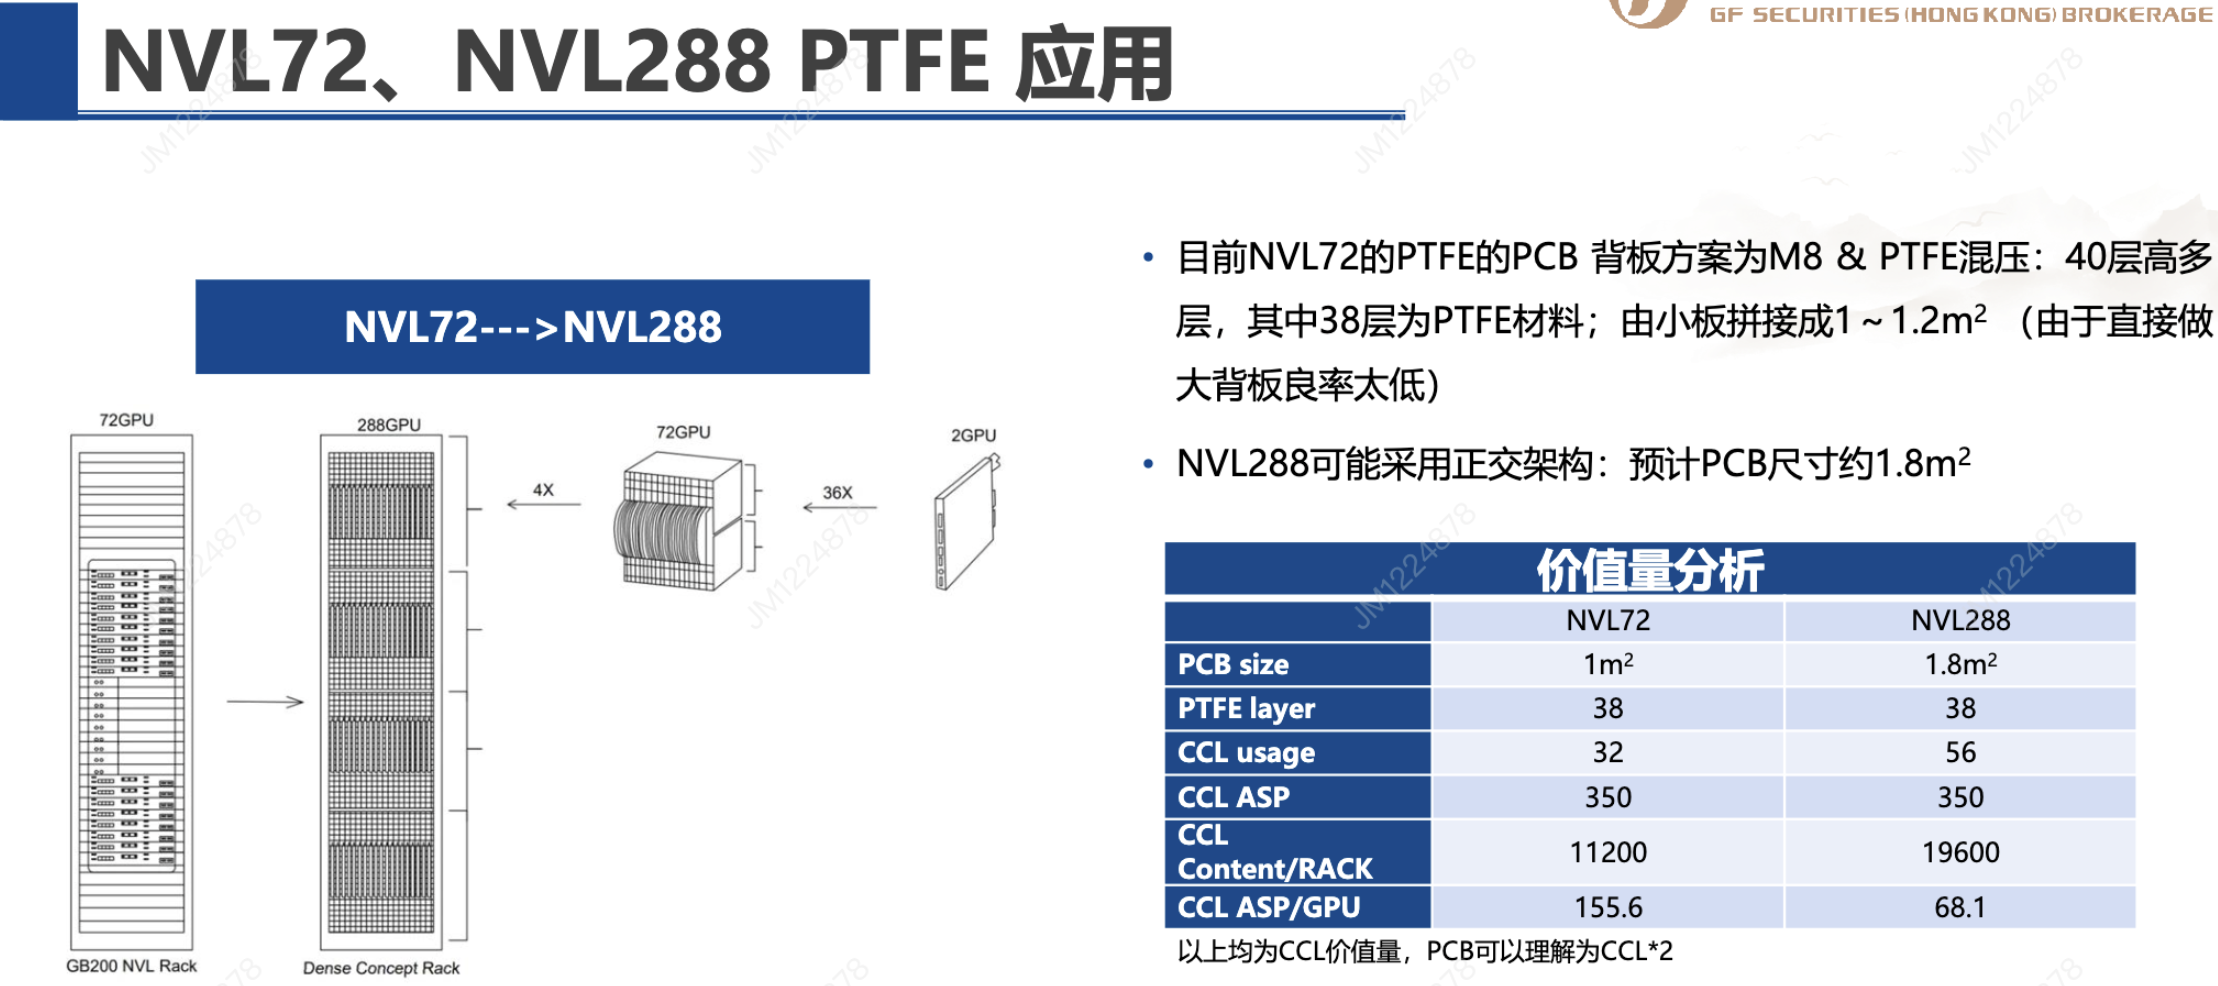 GF SECURITIES (HONG KONG) BROKERAGE
NVL72、NVL288 PTFE 应用
NVL72--->NVL288
72GPU
288GPU
72GPU
2GPU
4X
36X
GB200 NVL Rack
Dense Concept Rack
• 目前NVL72的PTFE的PCB 背板方案为M8 & PTFE混压：40层高多
层，其中38层为PTFE材料；由小板拼接成1～1.2m²（由于直接做
大背板良率太低）
• NVL288可能采用正交架构：预计PCB尺寸约1.8m²
价值量分析
NVL72 NVL288
PCB size 1m² 1.8m²
PTFE layer 38 38
CCL usage 32 56
CCL ASP 350 350
CCL
Content/RACK 11200 19600
CCL ASP/GPU 155.6 68.1
以上均为CCL价值量，PCB可以理解为CCL*2
JM1224878
JM1224878
JM1224878
JM1224878
JM1224878
JM1224878
JM1224878
JM1224878